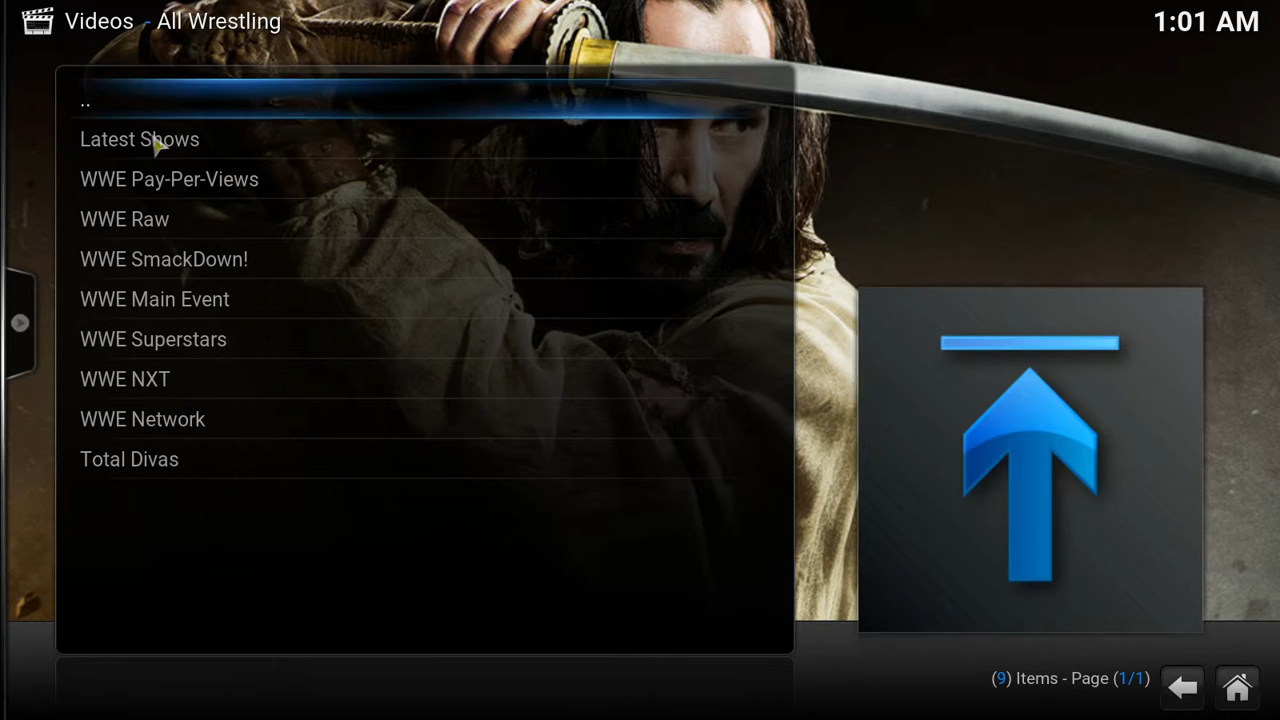 Videos - All Wrestling
1:01 AM
..
Latest Shows
WWE Pay-Per-Views
WWE Raw
WWE SmackDown!
WWE Main Event
WWE Superstars
WWE NXT
WWE Network
Total Divas
(9) Items - Page (1/1)